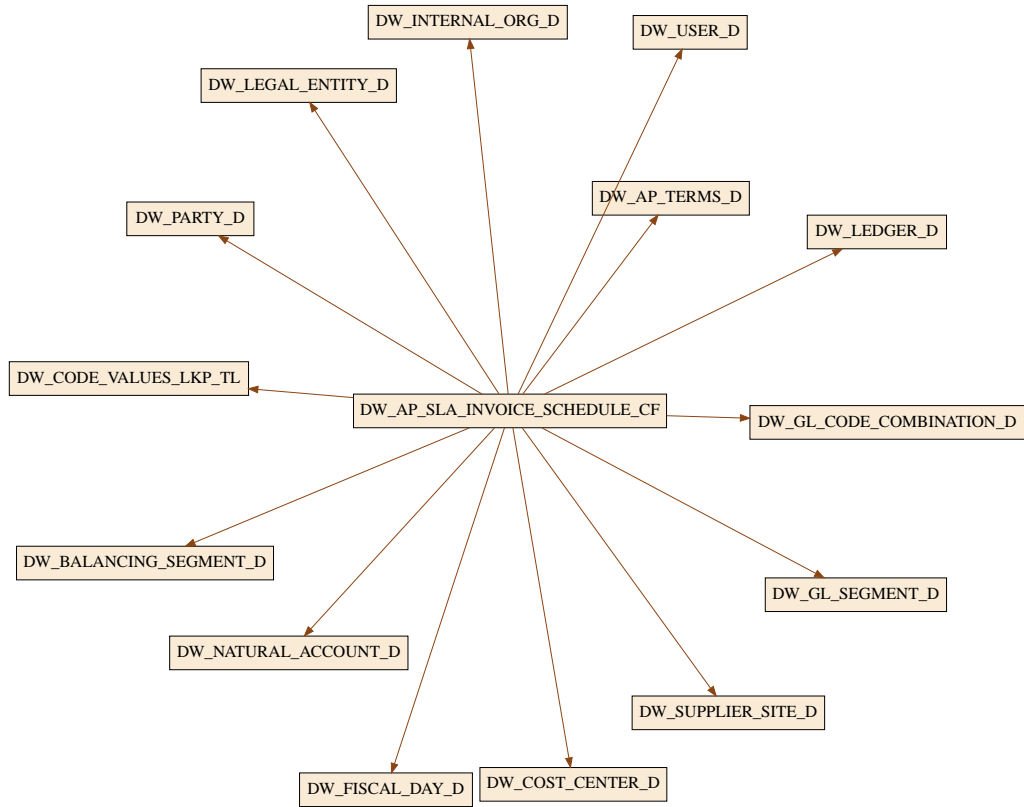 DW_INTERNAL_ORG_D
DW_USER_D
DW_LEGAL_ENTITY_D
DW_AP_TERMS_D
DW_PARTY_D
DW_LEDGER_D
DW_CODE_VALUES_LKP_TL
DW_AP_SLA_INVOICE_SCHEDULE_CF
DW_GL_CODE_COMBINATION_D
DW_BALANCING_SEGMENT_D
DW_GL_SEGMENT_D
DW_NATURAL_ACCOUNT_D
DW_SUPPLIER_SITE_D
DW_COST_CENTER_D
DW_FISCAL_DAY_D